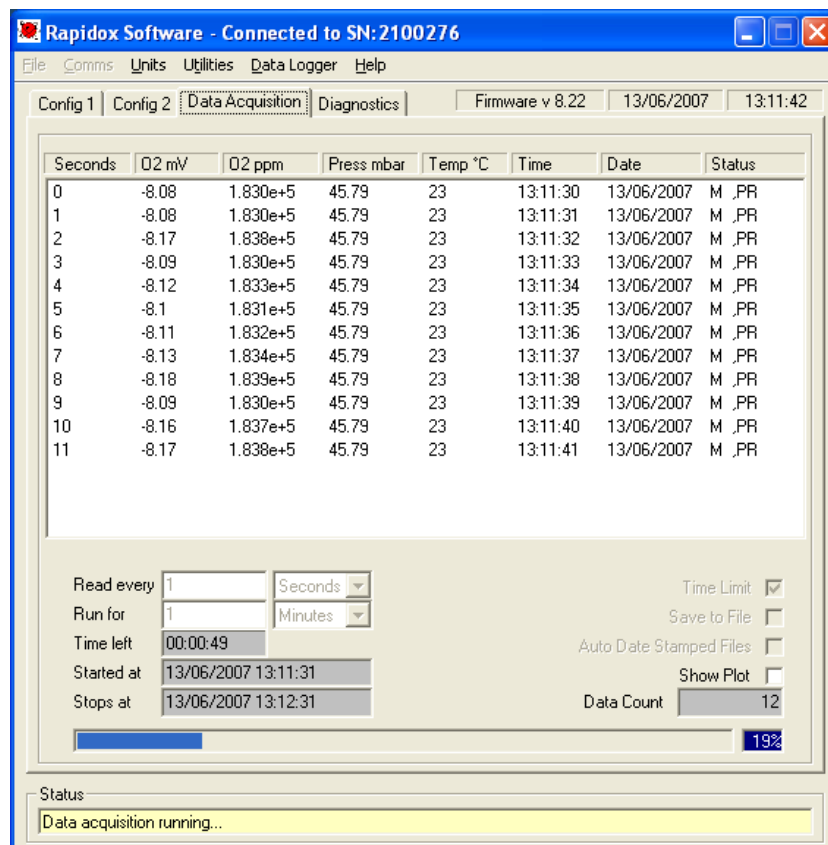 Rapidox Software - Connected to SN:2100276
File Comms Units Utilities Data Logger Help
Config 1 Config 2 Data Acquisition Diagnostics Firmware v 8.22 13/06/2007 13:11:42
Seconds O2 mV O2 ppm Press mbar Temp °C Time Date Status
0 -8.08 1.830e+5 45.79 23 13:11:30 13/06/2007 M ,PR
1 -8.08 1.830e+5 45.79 23 13:11:31 13/06/2007 M ,PR
2 -8.17 1.838e+5 45.79 23 13:11:32 13/06/2007 M ,PR
3 -8.09 1.830e+5 45.79 23 13:11:33 13/06/2007 M ,PR
4 -8.12 1.833e+5 45.79 23 13:11:34 13/06/2007 M ,PR
5 -8.1 1.831e+5 45.79 23 13:11:35 13/06/2007 M ,PR
6 -8.11 1.832e+5 45.79 23 13:11:36 13/06/2007 M ,PR
7 -8.13 1.834e+5 45.79 23 13:11:37 13/06/2007 M ,PR
8 -8.18 1.839e+5 45.79 23 13:11:38 13/06/2007 M ,PR
9 -8.09 1.830e+5 45.79 23 13:11:39 13/06/2007 M ,PR
10 -8.16 1.837e+5 45.79 23 13:11:40 13/06/2007 M ,PR
11 -8.17 1.838e+5 45.79 23 13:11:41 13/06/2007 M ,PR
Read every 1 Seconds Time Limit
Run for 1 Minutes Save to File
Time left 00:00:49 Auto Date Stamped Files
Started at 13/06/2007 13:11:31 Show Plot
Stops at 13/06/2007 13:12:31 Data Count 12
19%
Status
Data acquisition running...